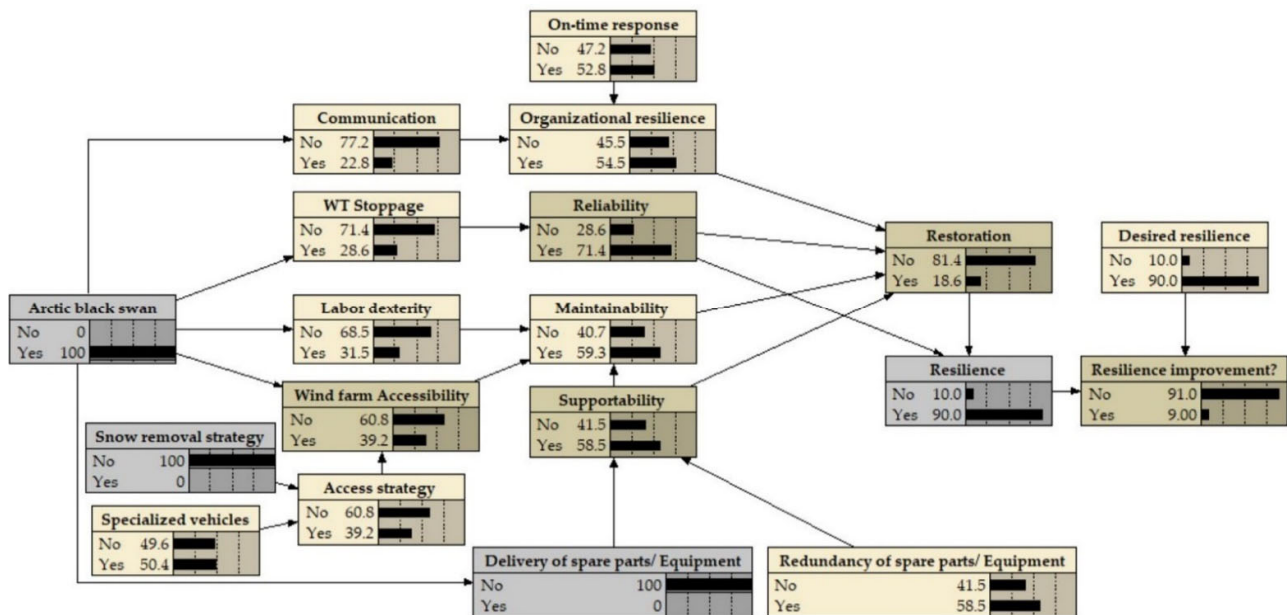 On-time response
No 47.2
Yes 52.8
Communication
No 77.2
Yes 22.8
Organizational resilience
No 45.5
Yes 54.5
WT Stoppage
No 71.4
Yes 28.6
Reliability
No 28.6
Yes 71.4
Restoration
No 81.4
Yes 18.6
Desired resilience
No 10.0
Yes 90.0
Arctic black swan
No 0
Yes 100
Labor dexterity
No 68.5
Yes 31.5
Maintainability
No 40.7
Yes 59.3
Resilience
No 10.0
Yes 90.0
Resilience improvement?
No 91.0
Yes 9.00
Wind farm Accessibility
No 60.8
Yes 39.2
Supportability
No 41.5
Yes 58.5
Snow removal strategy
No 100
Yes 0
Access strategy
No 60.8
Yes 39.2
Specialized vehicles
No 49.6
Yes 50.4
Delivery of spare parts/ Equipment
No 100
Yes 0
Redundancy of spare parts/ Equipment
No 41.5
Yes 58.5